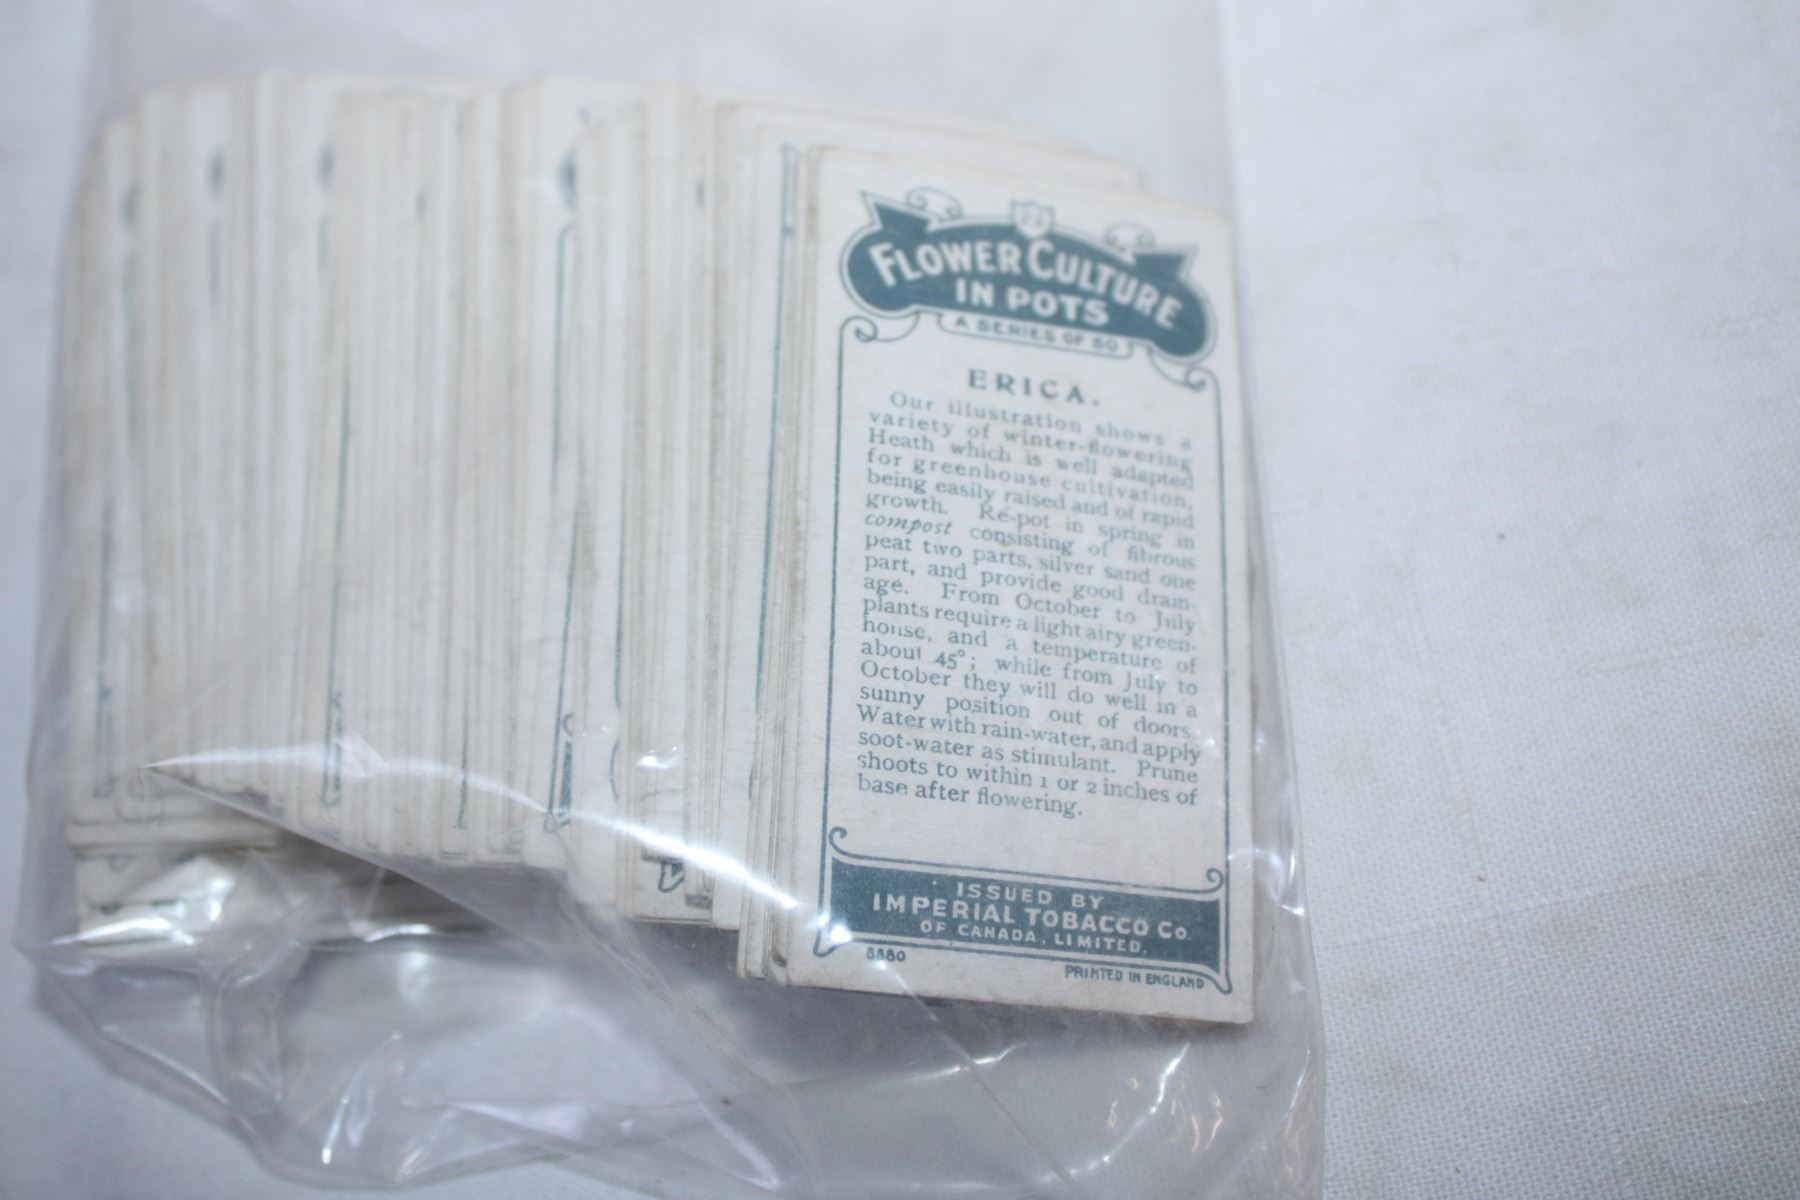 FLOWER CULTURE
IN POTS
A SERIES OF 50
ERICA.
Our illustration shows a
variety of winter-flowering
Heath which is well adapted
for greenhouse cultivation,
being easily raised and of rapid
growth. Re-pot in spring in
compost consisting of fibrous
peat two parts, silver sand one
part, and provide good drain-
age. From October to July
plants require a light airy green-
house, and a temperature of
about 45°; while from July to
October they will do well in a
sunny position out of doors.
Water with rain-water, and apply
soot-water as stimulant. Prune
shoots to within 1 or 2 inches of
base after flowering.
ISSUED BY
IMPERIAL TOBACCO Co.
OF CANADA, LIMITED.
8880
PRINTED IN ENGLAND